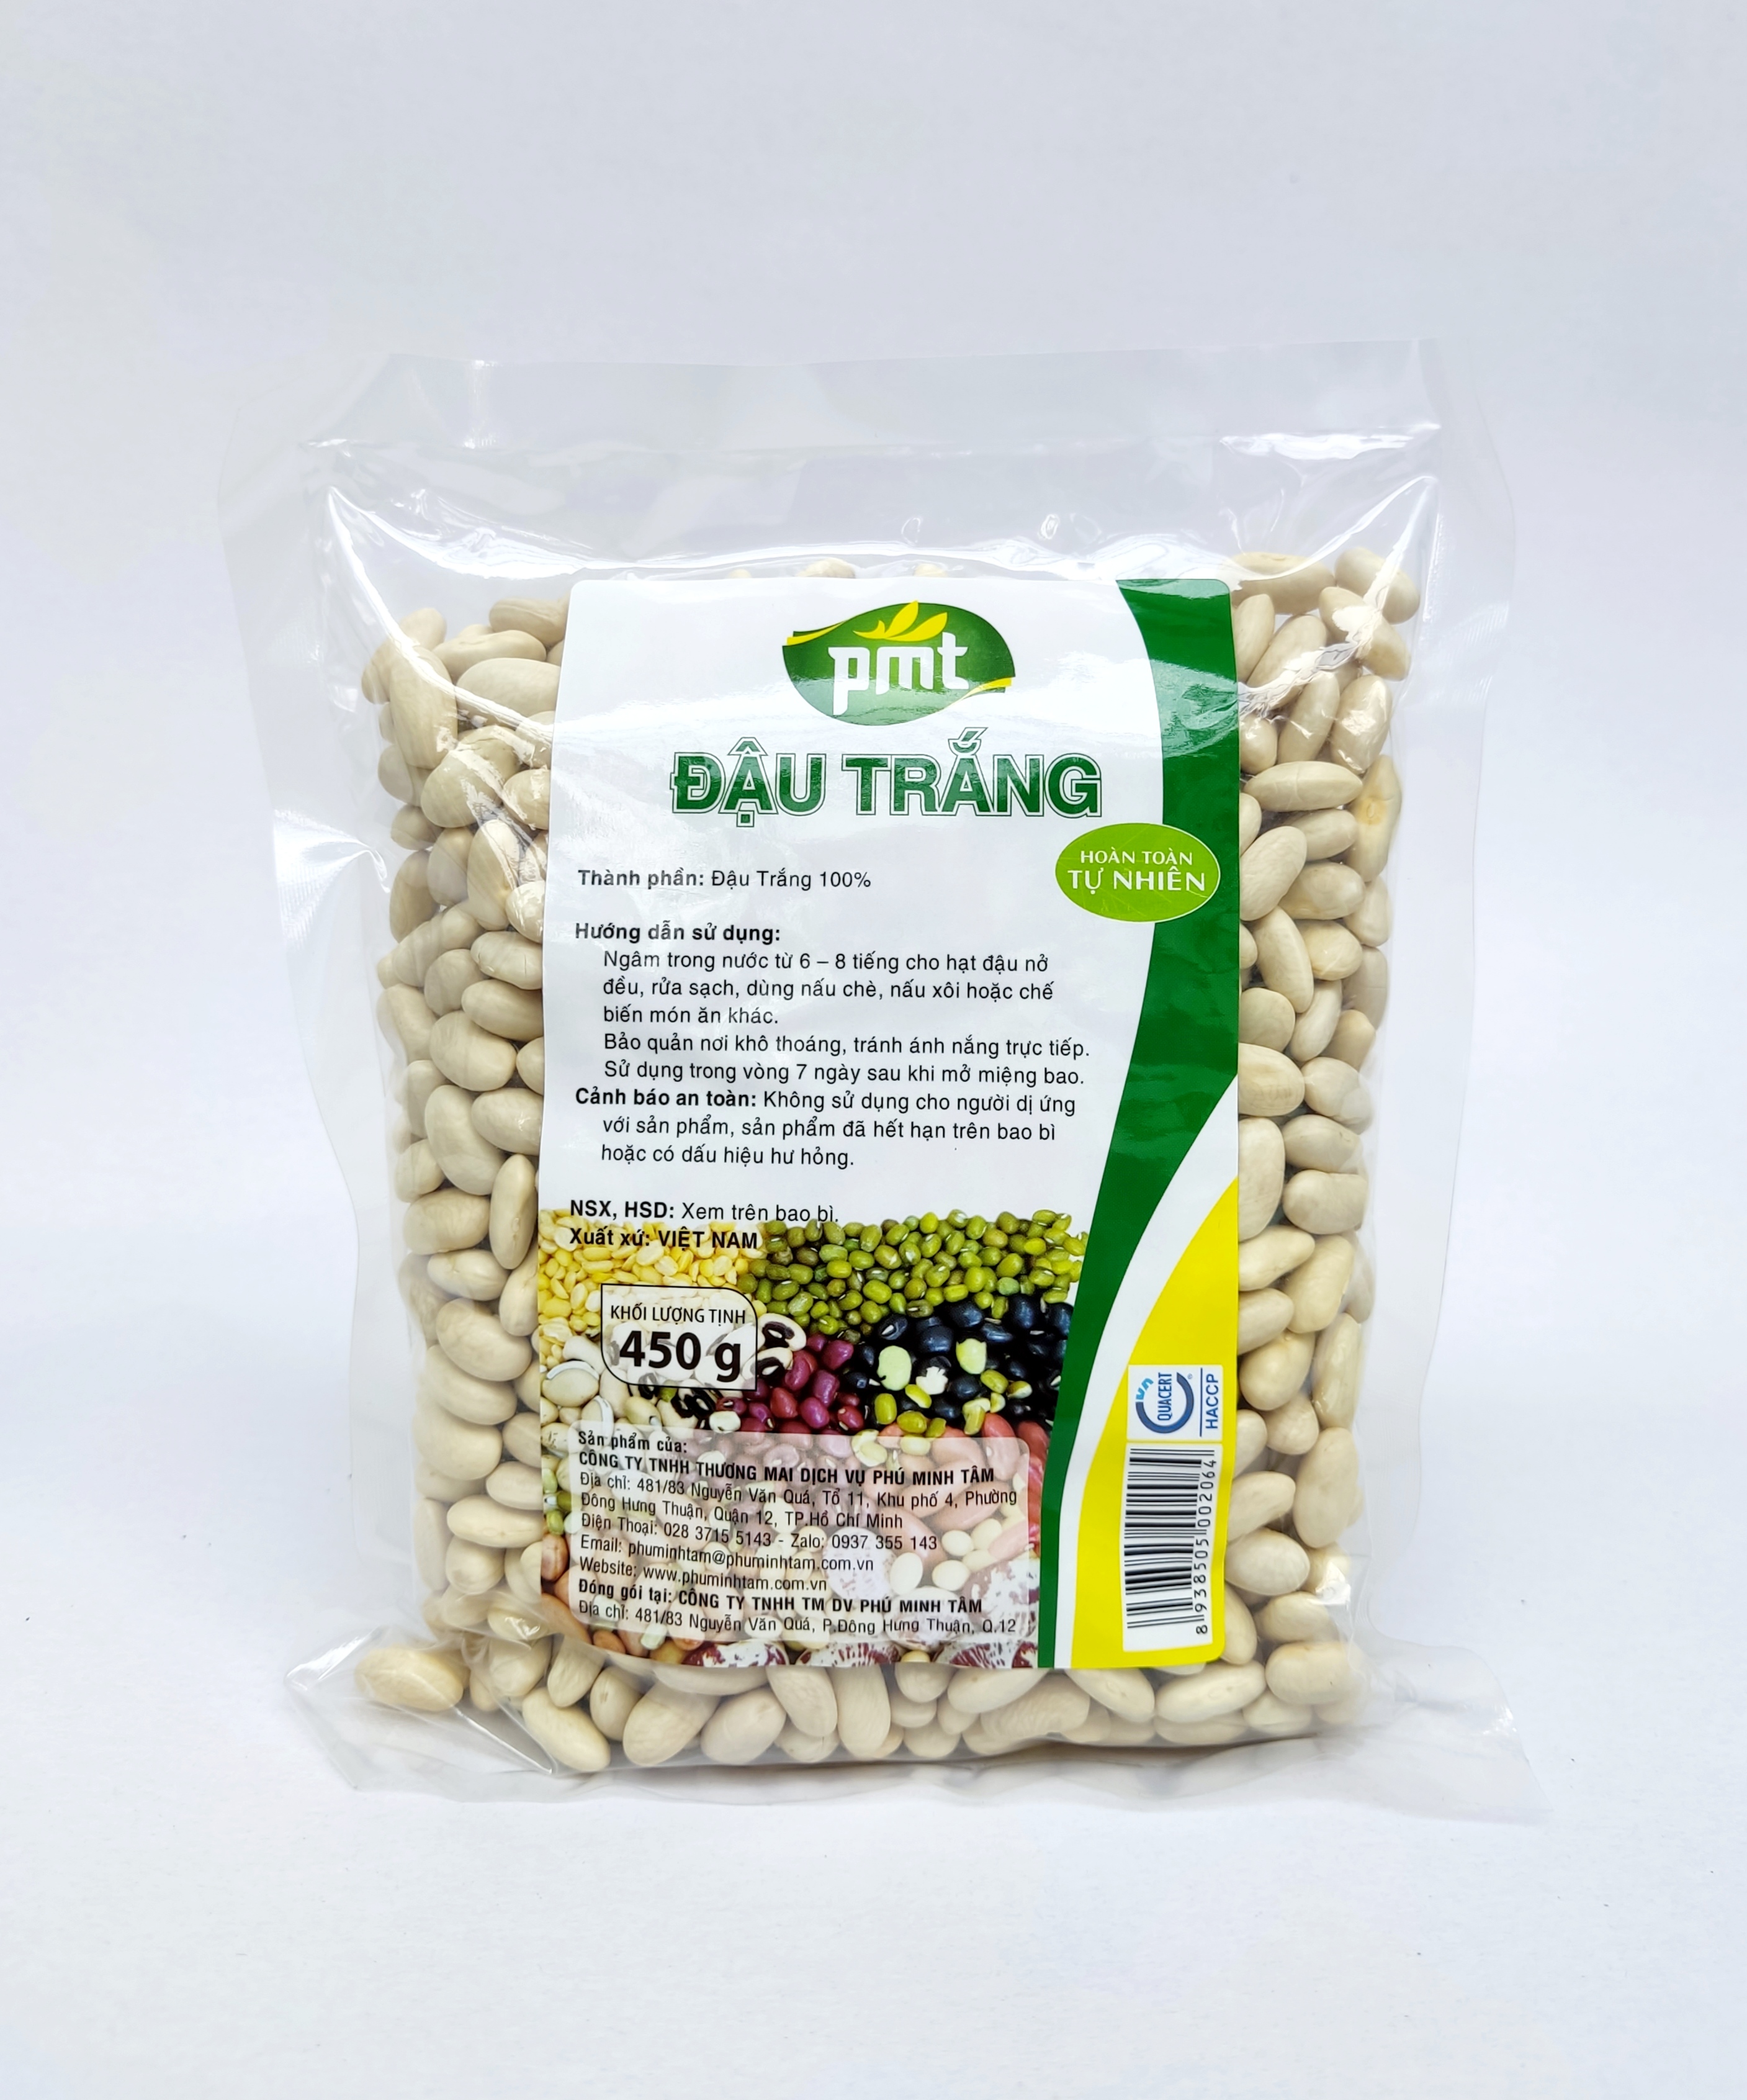 pmt
ĐẬU TRẮNG
HOÀN TOÀN
TỰ NHIÊN
Thành phần: Đậu Trắng 100%
Hướng dẫn sử dụng:
Ngâm trong nước từ 6 – 8 tiếng cho hạt đậu nở
đều, rửa sạch, dùng nấu chè, nấu xôi hoặc chế
biến món ăn khác.
Bảo quản nơi khô thoáng, tránh ánh nắng trực tiếp.
Sử dụng trong vòng 7 ngày sau khi mở miệng bao.
Cảnh báo an toàn: Không sử dụng cho người dị ứng
với sản phẩm, sản phẩm đã hết hạn trên bao bì
hoặc có dấu hiệu hư hỏng.
NSX, HSD: Xem trên bao bì.
Xuất xứ: VIỆT NAM
KHỐI LƯỢNG TỊNH
450 g
Sản phẩm của:
CÔNG TY TNHH THƯƠNG MẠI DỊCH VỤ PHÚ MINH TÂM
Địa chỉ: 481/83 Nguyễn Văn Quá, Tổ 11, Khu phố 4, Phường
Đông Hưng Thuận, Quận 12, TP.Hồ Chí Minh
Điện Thoại: 028 3715 5143 - Zalo: 0937 355 143
Email: phuminhtam@phuminhtam.com.vn
Website: www.phuminhtam.com.vn
Đóng gói tại: CÔNG TY TNHH TM DV PHÚ MINH TÂM
Địa chỉ: 481/83 Nguyễn Văn Quá, P.Đông Hưng Thuận, Q.12
QUACERT
HACCP
8 938505 002064